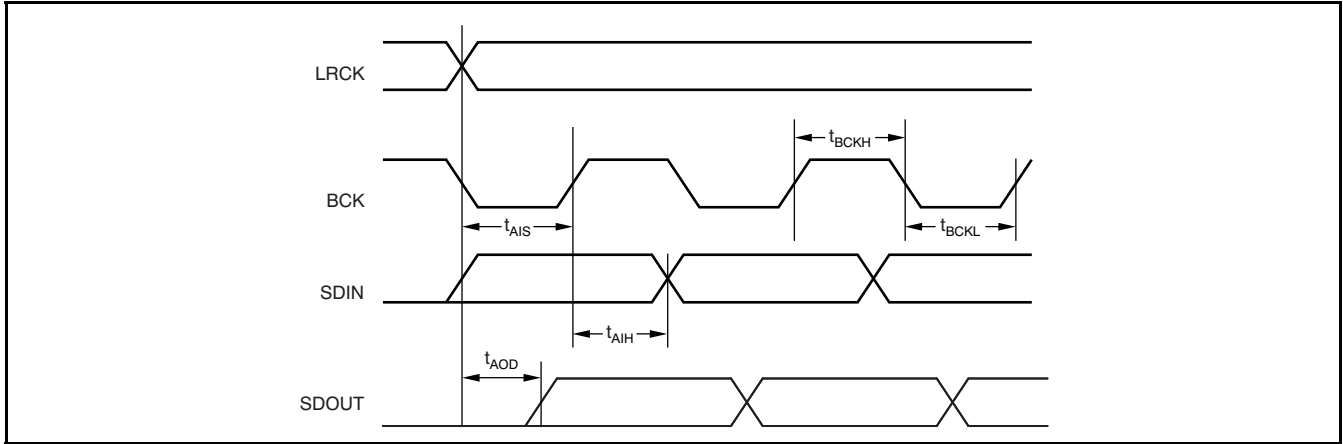 LRCK
tBCKH
BCK
tAIS
tBCKL
SDIN
tAIH
tAOD
SDOUT